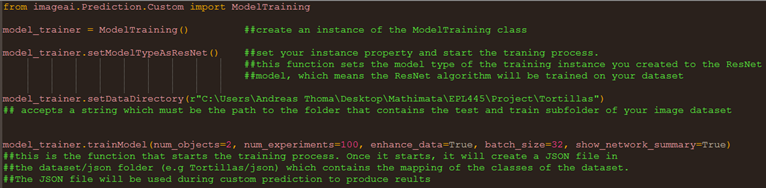 from imageai.Prediction.Custom import ModelTraining
model_trainer = ModelTraining() ##create an instance of the ModelTraining class
model_trainer.setModelTypeAsResNet() ##set your instance property and start the traning process.
##this function sets the model type of the training instance you created to the ResNet
##model, which means the ResNet algorithm will be trained on your dataset
model_trainer.setDataDirectory(r"C:\Users\Andreas Thoma\Desktop\Mathimata\EPL445\Project\Tortillas")
## accepts a string which must be the path to the folder that contains the test and train subfolder of your image dataset
model_trainer.trainModel(num_objects=2, num_experiments=100, enhance_data=True, batch_size=32, show_network_summary=True)
##this is the function that starts the training process. Once it starts, it will create a JSON file in
##the dataset/json folder (e.g Tortillas/json) which contains the mapping of the classes of the dataset.
##The JSON file will be used during custom prediction to produce reults